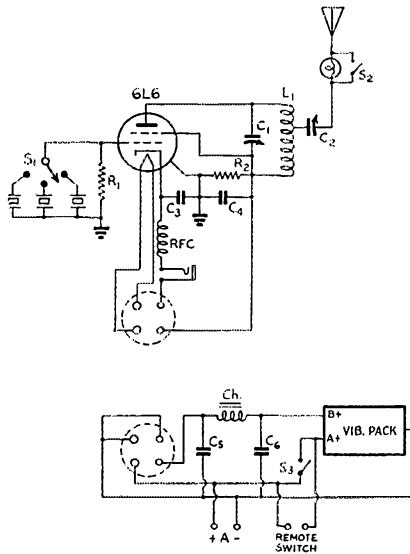 6L6
S1
R1
L1
C1
C2
S2
R2
C3
C4
RFC
Ch.
C5
C6
B+
A+
VIB. PACK
S3
+ A -
REMOTE
SWITCH